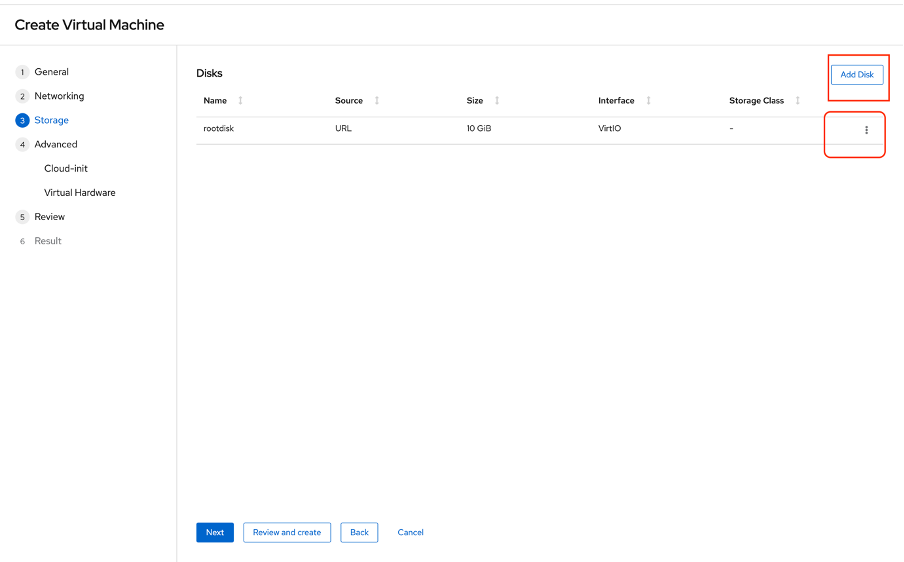 Create Virtual Machine
1 General
2 Networking
3 Storage
4 Advanced
Cloud-init
Virtual Hardware
5 Review
6 Result
Disks
Add Disk
Name Source Size Interface Storage Class
rootdisk URL 10 GiB VirtIO -
Next Review and create Back Cancel